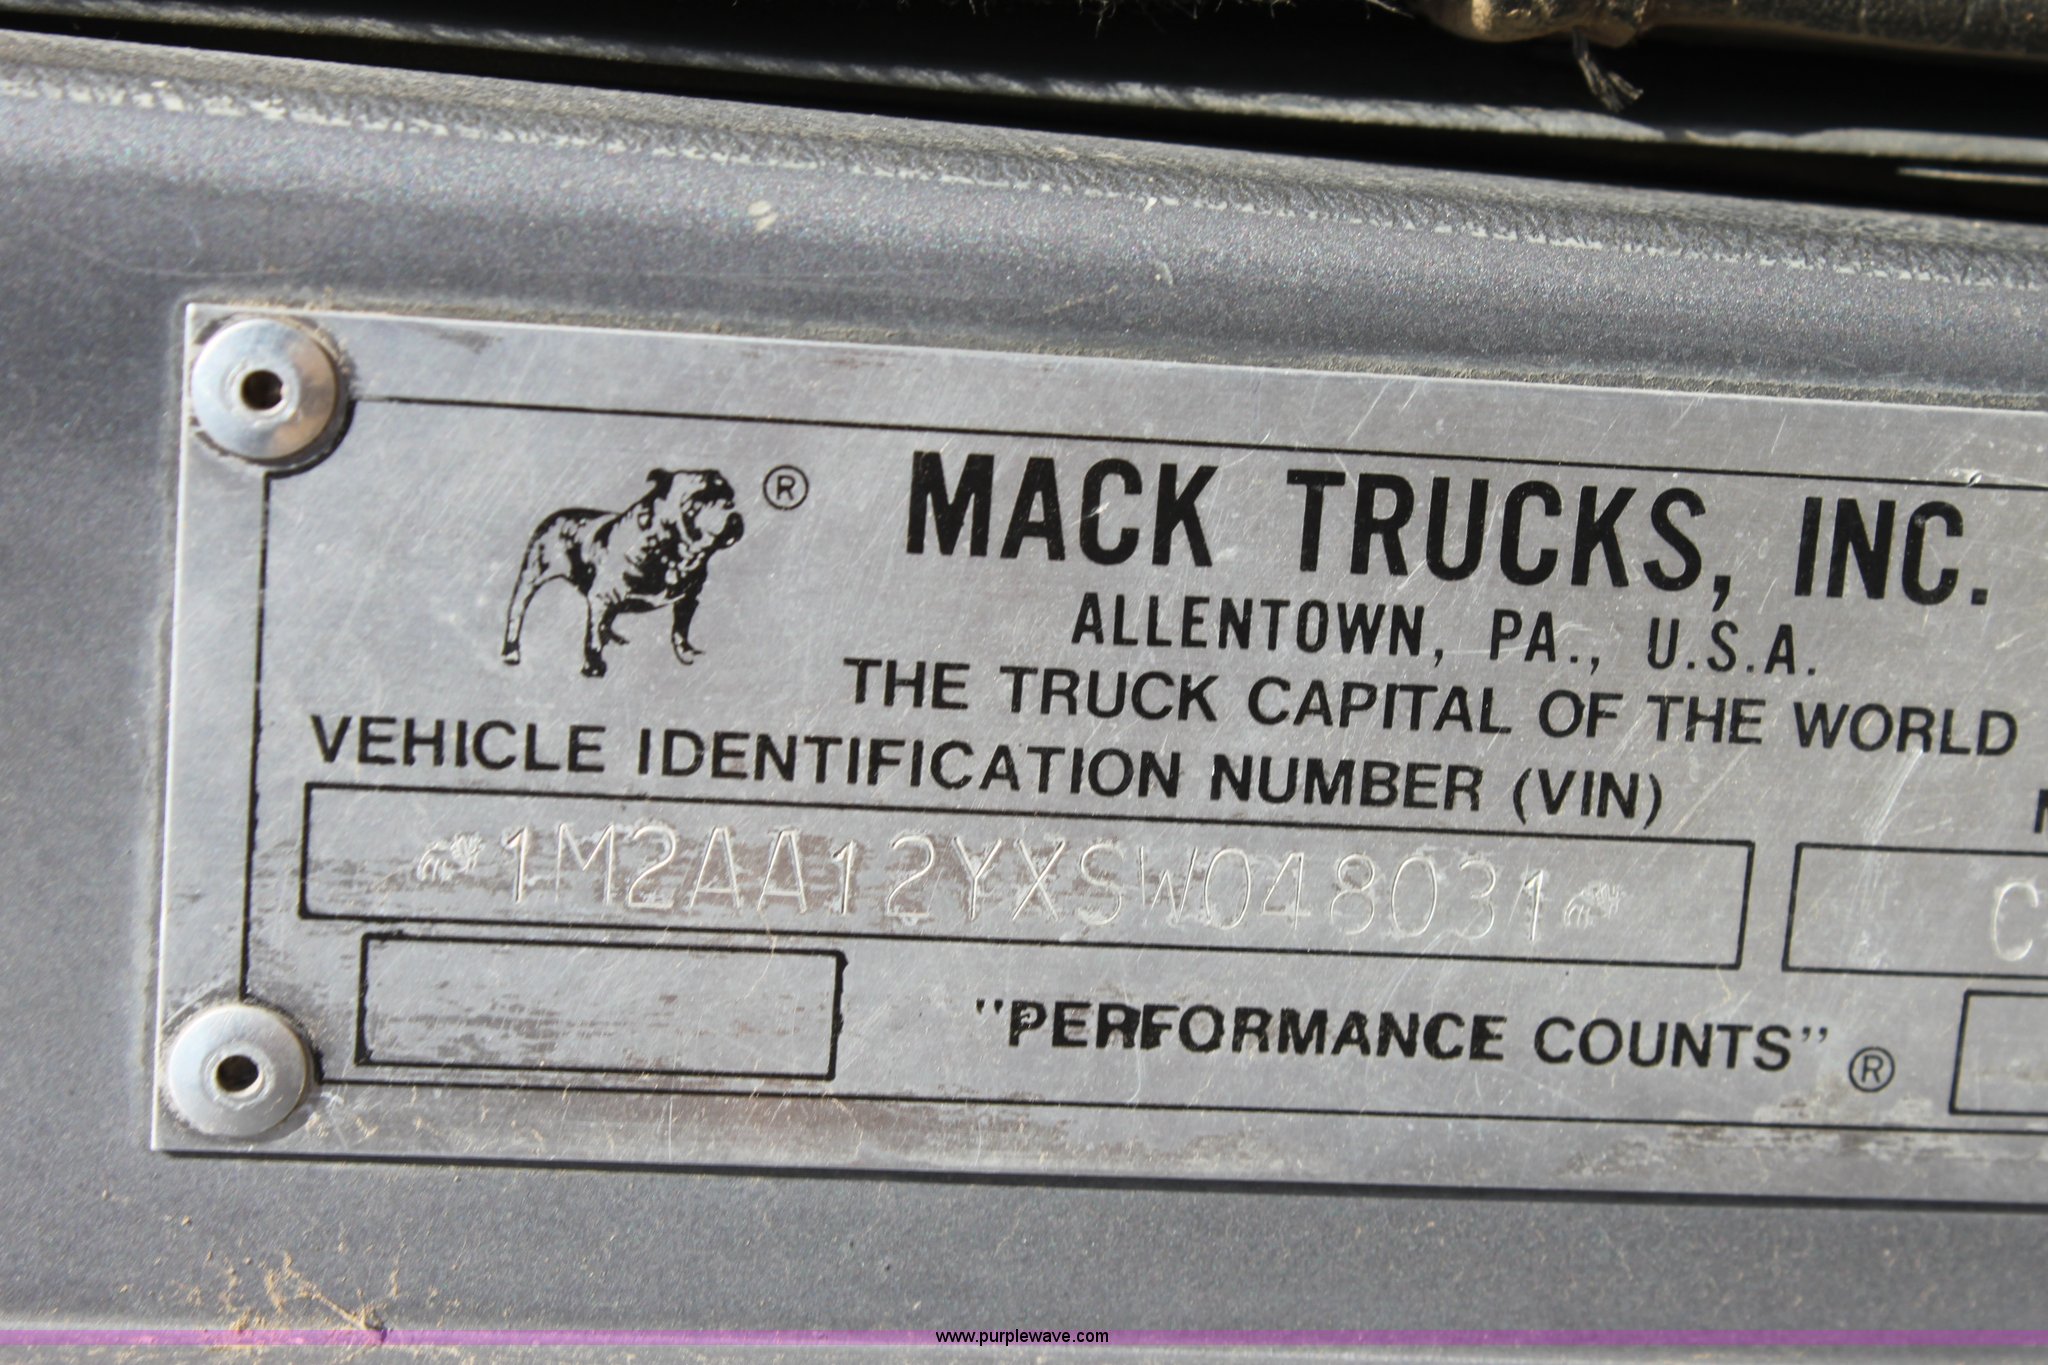 ®
MACK TRUCKS, INC.
ALLENTOWN, PA., U.S.A.
THE TRUCK CAPITAL OF THE WORLD
VEHICLE IDENTIFICATION NUMBER (VIN)
1M2AA12YXSW048031
C
"PERFORMANCE COUNTS" ®
www.purplewave.com